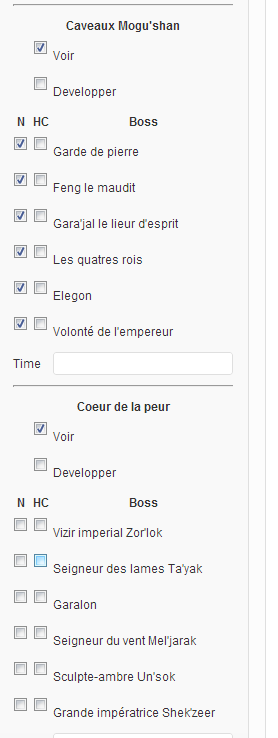 Caveaux Mogu'shan
Voir
Developper
N HC Boss
Garde de pierre
Feng le maudit
Gara'jal le lieur d'esprit
Les quatres rois
Elegon
Volonté de l'empereur
Time
Coeur de la peur
Voir
Developper
N HC Boss
Vizir imperial Zor'lok
Seigneur des lames Ta'yak
Garalon
Seigneur du vent Mel'jarak
Sculpte-ambre Un'sok
Grande impératrice Shek'zeer